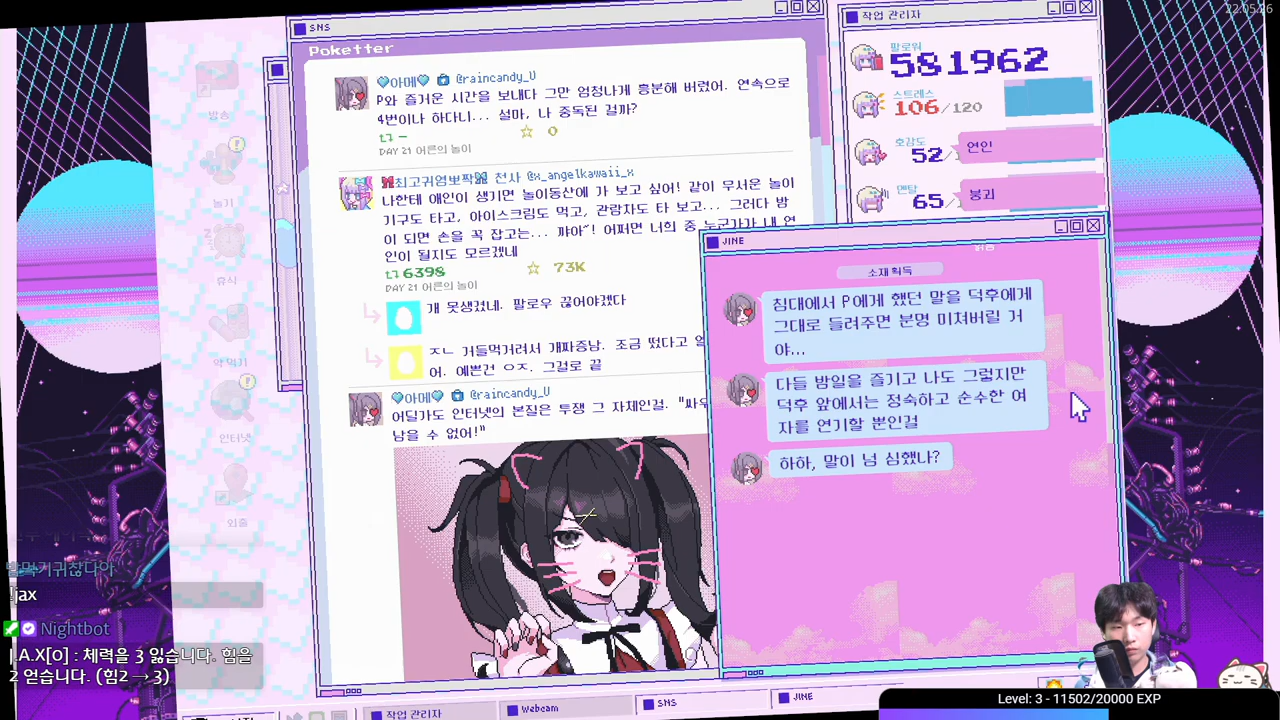 SNS
Poketter
♡아메♡ @raincandy_U
P와 즐거운 시간을 보내다 그만 엄청나게 흥분해 버렸어. 연속으로
4번이나 하다니... 설마, 나 중독된 걸까?
0
DAY 21 어른의 놀이
최고귀염뽀짝 천사 @x_angelkawaii_x
나한테 애인이 생기면 놀이동산에 가 보고 싶어! 같이 무서운 놀이
기구도 타고, 아이스크림도 먹고, 관람차도 타 보고... 그러다 밤
이 되면 손을 꼭 잡고는... 꺄아~! 어쩌면 너희 중 누군가가 내 연
인이 될지도 모르겠네
6398
73K
DAY 21 어른의 놀이
개 못생겼네. 팔로우 끊어야겠다
ㅈㄴ 거들먹거려서 개짜증남. 조금 떴다고
어. 예쁜건 ㅇㅈ. 그걸로 끝
♡아메♡ @raincandy_U
어딜가도 인터넷의 본질은 투쟁 그 자체인걸. "싸우
남을 수 없어!"
작업 관리자
22:05:26
팔로워
581962
스트레스
106/120
호감도
52/
연인
멘탈
65/
붕괴
JINE
소재 획득
침대에서 P에게 했던 말을 덕후에게
그대로 들려주면 분명 미쳐버릴 거
야...
다들 방일을 즐기고 나도 그렇지만
덕후 앞에서는 정숙하고 순수한 여
자를 연기할 뿐인걸
하하, 말이 넘 심했나?
방송
놀기
휴식
약 먹기
인터넷
외출
!jax
Nightbot
J.A.X[0] : 체력을 3 잃습니다. 힘을
2 얻습니다. (힘2 → 3)
작업 관리자
Webcam
SNS
JINE
Level: 3 - 11502/20000 EXP